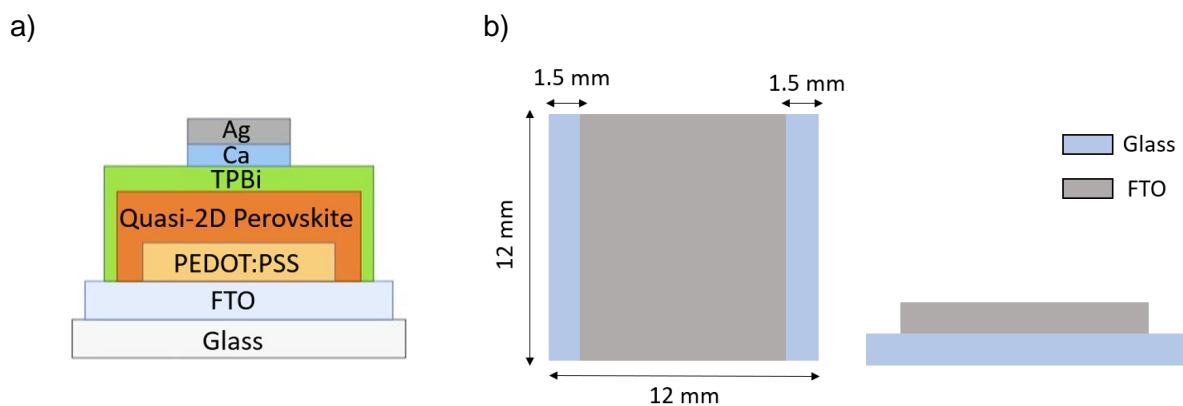 a)
Ag
Ca
TPBi
Quasi-2D Perovskite
PEDOT:PSS
FTO
Glass
b)
1.5 mm
1.5 mm
12 mm
12 mm
Glass
FTO